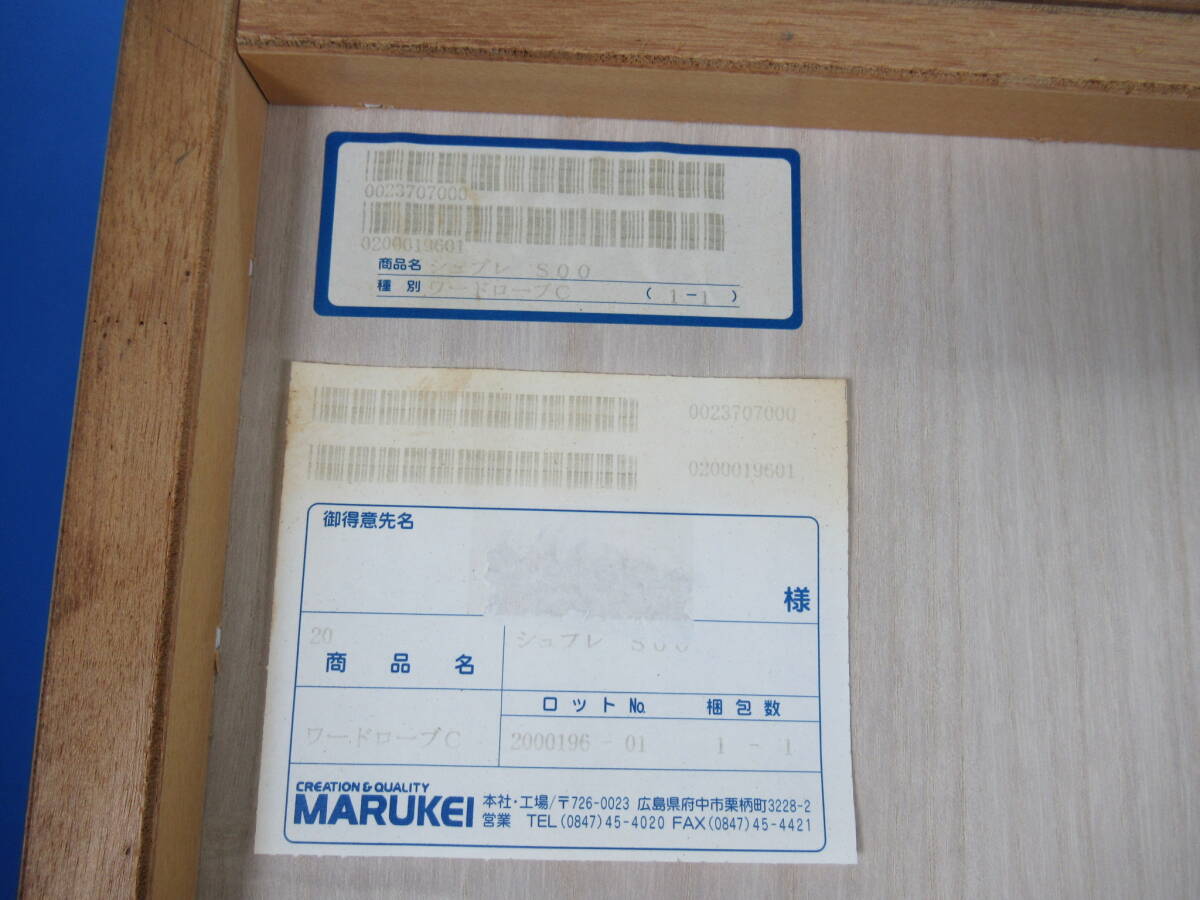 0023707000
0200019601
商品名 シュプレ S00
種 別 ワードローブC ( 1-1 )
0023707000
0200019601
御得意先名
様
20
商 品 名
シュプレ S00
ロット No. 梱包数
ワードローブC
2000196-01 1 - 1
CREATION & QUALITY
MARUKEI
本社・工場/〒726-0023 広島県府中市栗柄町3228-2
営業 TEL(0847)45-4020 FAX(0847)45-4421